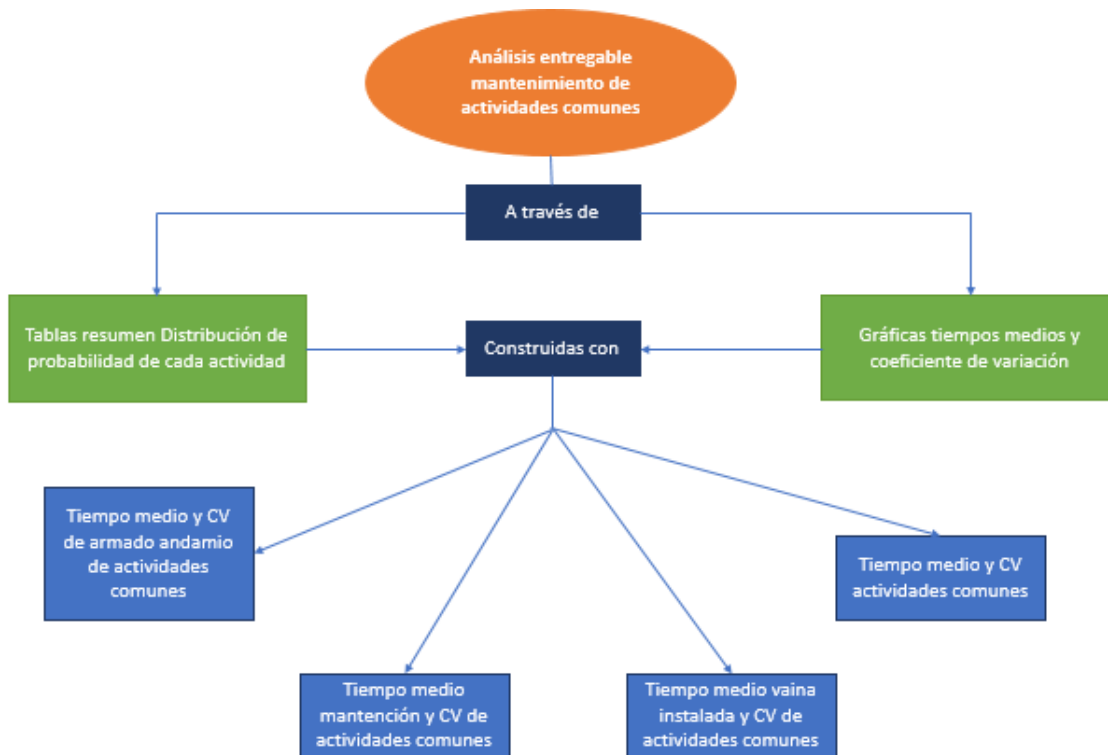 Análisis entregable
mantenimiento de
actividades comunes
A través de
Tablas resumen Distribución de
probabilidad de cada actividad
Construidas con
Gráficas tiempos medios y
coeficiente de variación
Tiempo medio y CV
de armado andamio
de actividades
comunes
Tiempo medio y CV
actividades comunes
Tiempo medio
mantención y CV de
actividades comunes
Tiempo medio vaina
instalada y CV de
actividades comunes